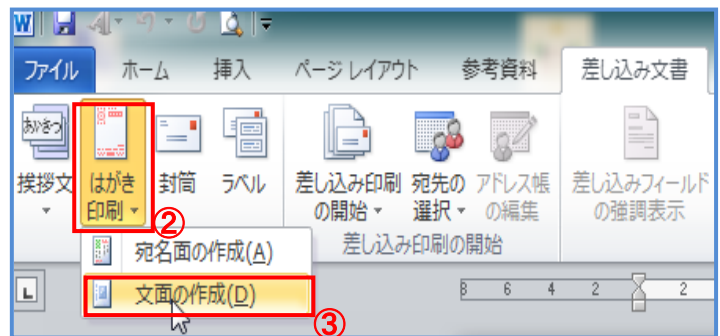 W
ファイル ホーム 挿入 ページ レイアウト 参考資料 差し込み文書
あいさつ
挨拶文 はがき印刷 封筒 ラベル 差し込み印刷の開始 宛先の選択 アドレス帳の編集 差し込みフィールドの強調表示
②
宛名面の作成(A) 差し込み印刷の開始
文面の作成(D)
③
L 8 6 4 2 2